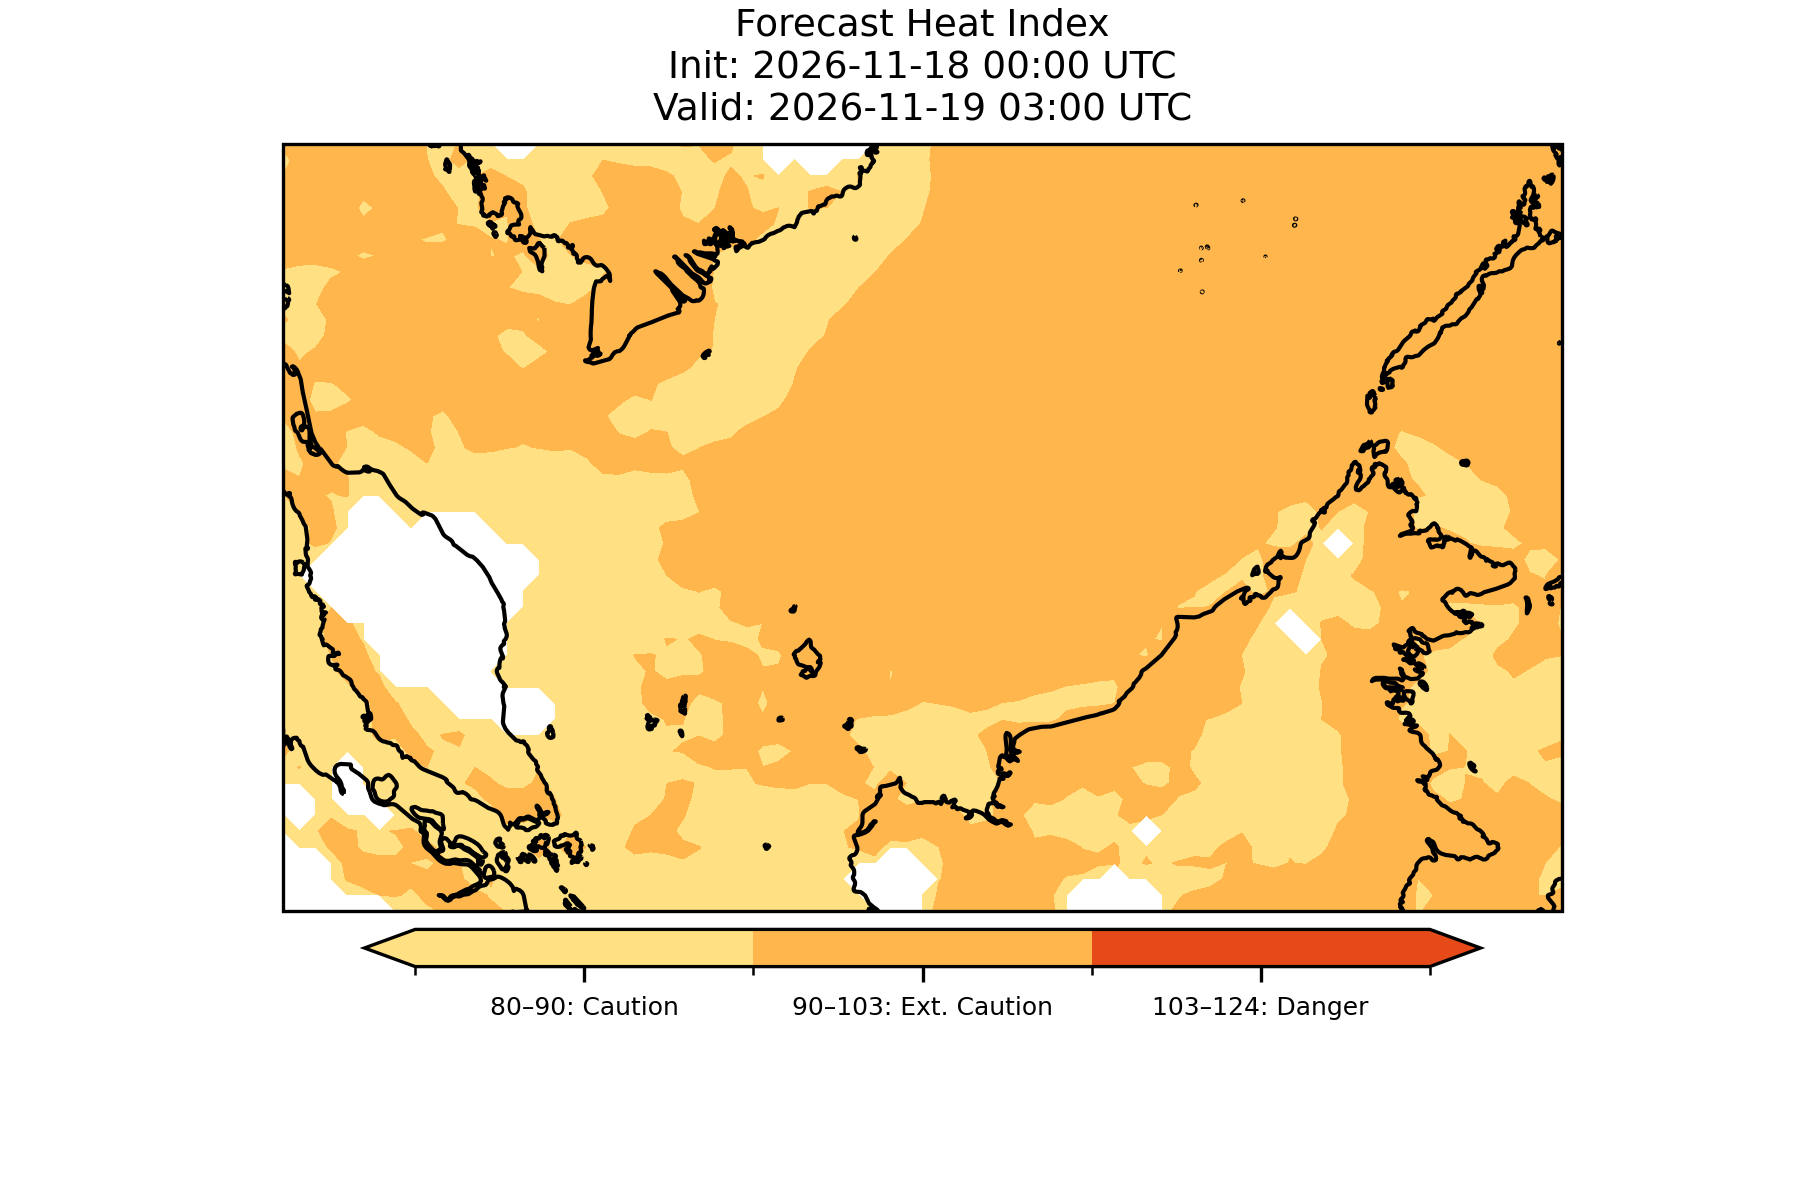 Forecast Heat Index
Init: 2026-11-18 00:00 UTC
Valid: 2026-11-19 03:00 UTC
80–90: Caution
90–103: Ext. Caution
103–124: Danger